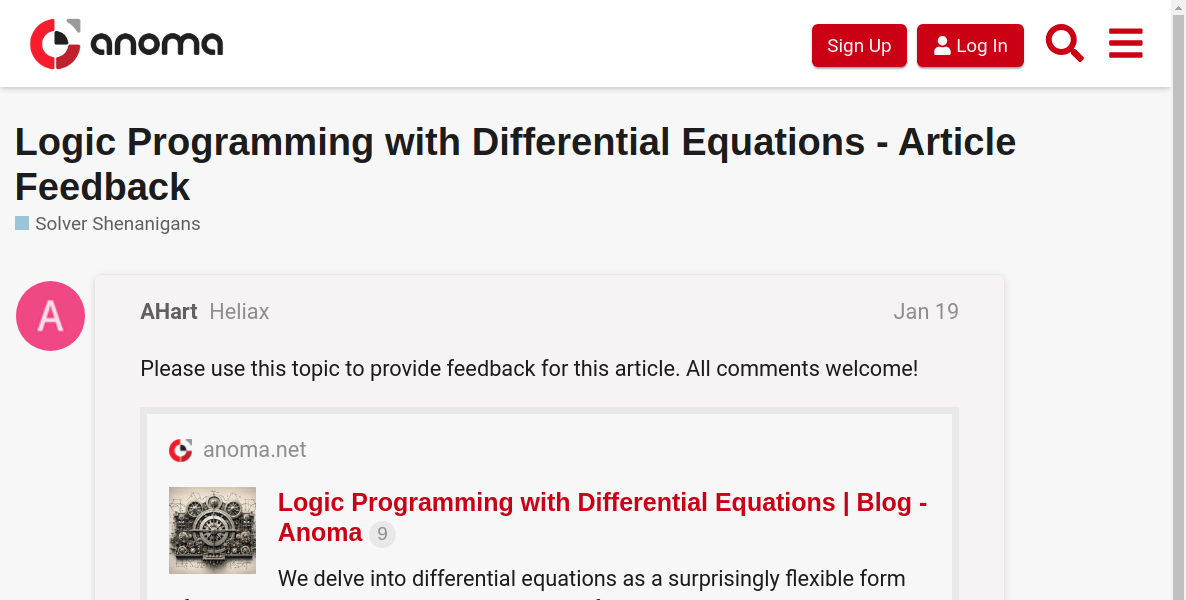 anoma
Sign Up
Log In
Logic Programming with Differential Equations - Article
Feedback
Solver Shenanigans
A
AHart Heliax
Jan 19
Please use this topic to provide feedback for this article. All comments welcome!
anoma.net
Logic Programming with Differential Equations | Blog -
Anoma 9
We delve into differential equations as a surprisingly flexible form